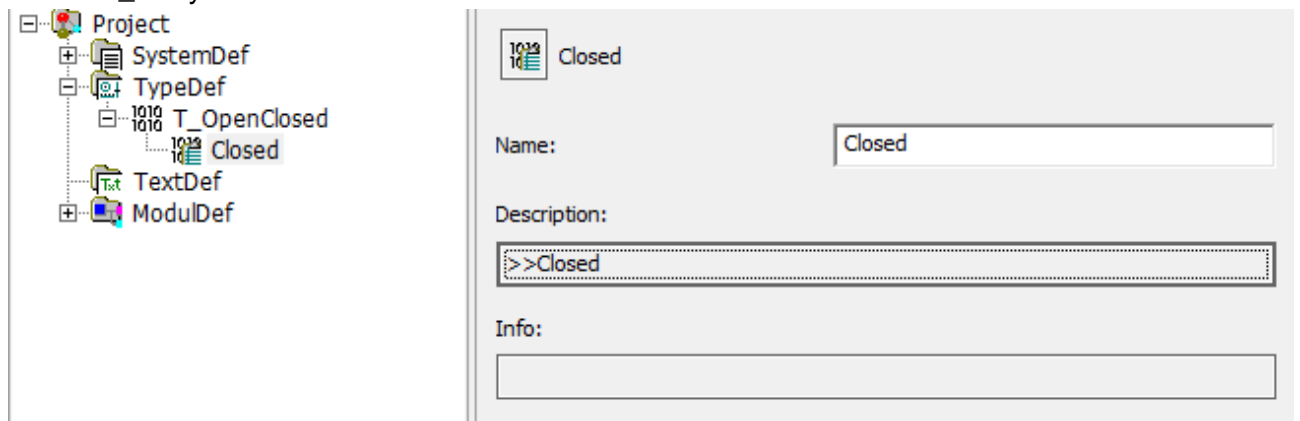 Project
SystemDef
TypeDef
T_OpenClosed
Closed
TextDef
ModulDef
Closed
Name: Closed
Description:
>>Closed
Info: